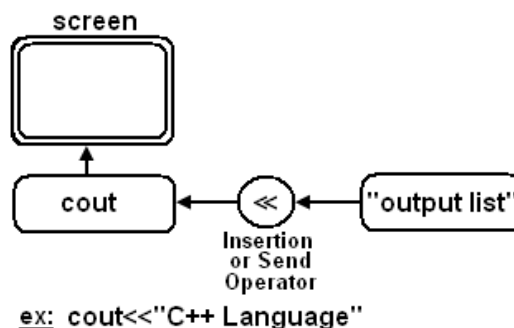 screen
cout
≪
"output list"
Insertion
or Send
Operator
ex: cout<<"C++ Language"